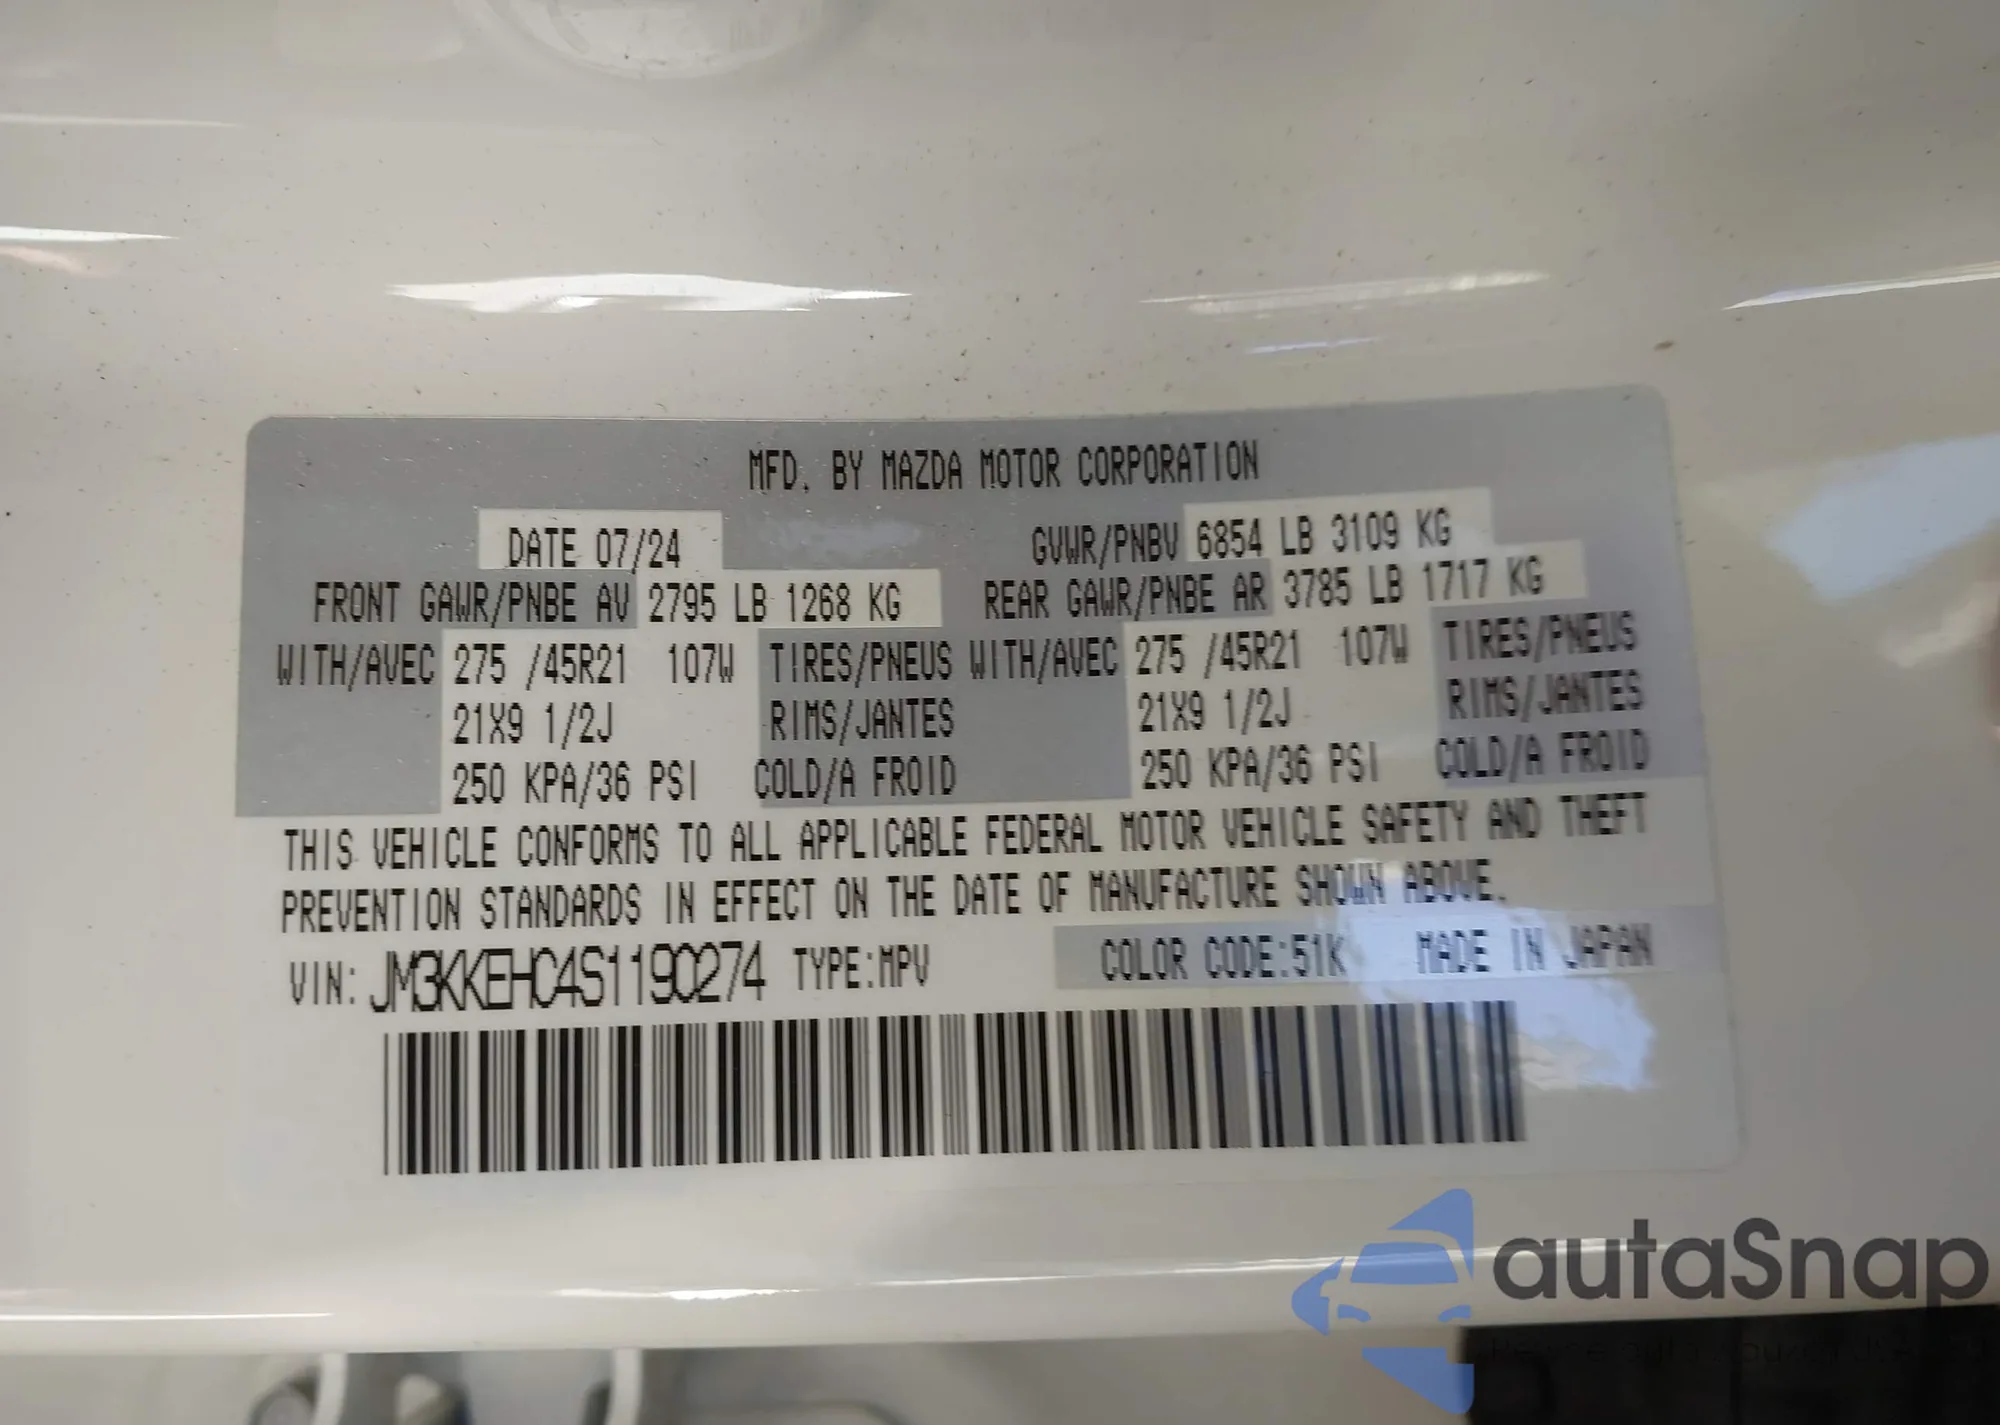 MFD. BY MAZDA MOTOR CORPORATION
DATE 07/24 GVWR/PNBV 6854 LB 3109 KG
FRONT GAWR/PNBE AV 2795 LB 1268 KG REAR GAWR/PNBE AR 3785 LB 1717 KG
WITH/AVEC 275 /45R21 107W TIRES/PNEUS WITH/AVEC 275 /45R21 107W TIRES/PNEUS
21X9 1/2J RIMS/JANTES 21X9 1/2J RIMS/JANTES
250 KPA/36 PSI COLD/A FROID 250 KPA/36 PSI COLD/A FROID
THIS VEHICLE CONFORMS TO ALL APPLICABLE FEDERAL MOTOR VEHICLE SAFETY AND THEFT
PREVENTION STANDARDS IN EFFECT ON THE DATE OF MANUFACTURE SHOWN ABOVE.
VIN: JM3KKEHC4S1190274 TYPE:MPV COLOR CODE:51K MADE IN JAPAN
autaSnap